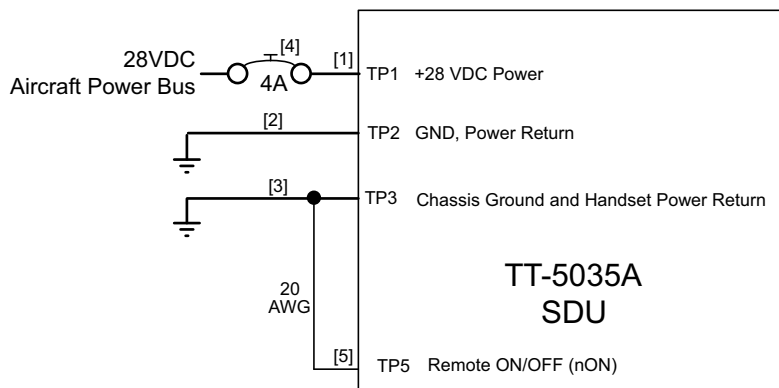 28VDC
Aircraft Power Bus
[4]
4A
[1]
TP1 +28 VDC Power
[2]
TP2 GND, Power Return
[3]
TP3 Chassis Ground and Handset Power Return
TT-5035A
SDU
20
AWG
[5]
TP5 Remote ON/OFF (nON)